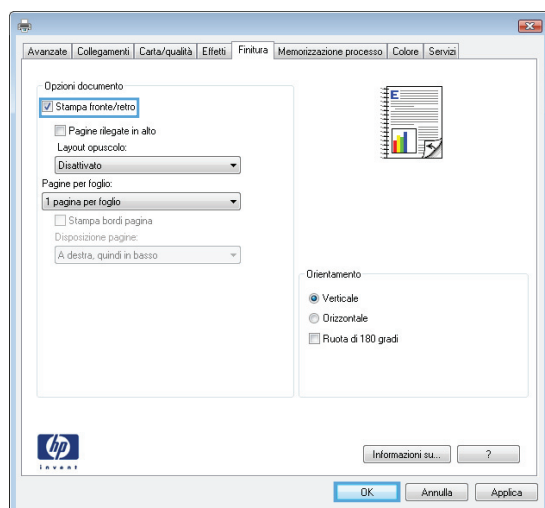 Avanzate Collegamenti Carta/qualità Effetti Finitura Memorizzazione processo Colore Servizi
Opzioni documento
Stampa fronte/retro
Pagine rilegate in alto
Layout opuscolo:
Disattivato
Pagine per foglio:
1 pagina per foglio
Stampa bordi pagina
Disposizione pagine:
A destra, quindi in basso
E
Orientamento
Verticale
Orizzontale
Ruota di 180 gradi
hp
invent
Informazioni su... ?
OK Annulla Applica